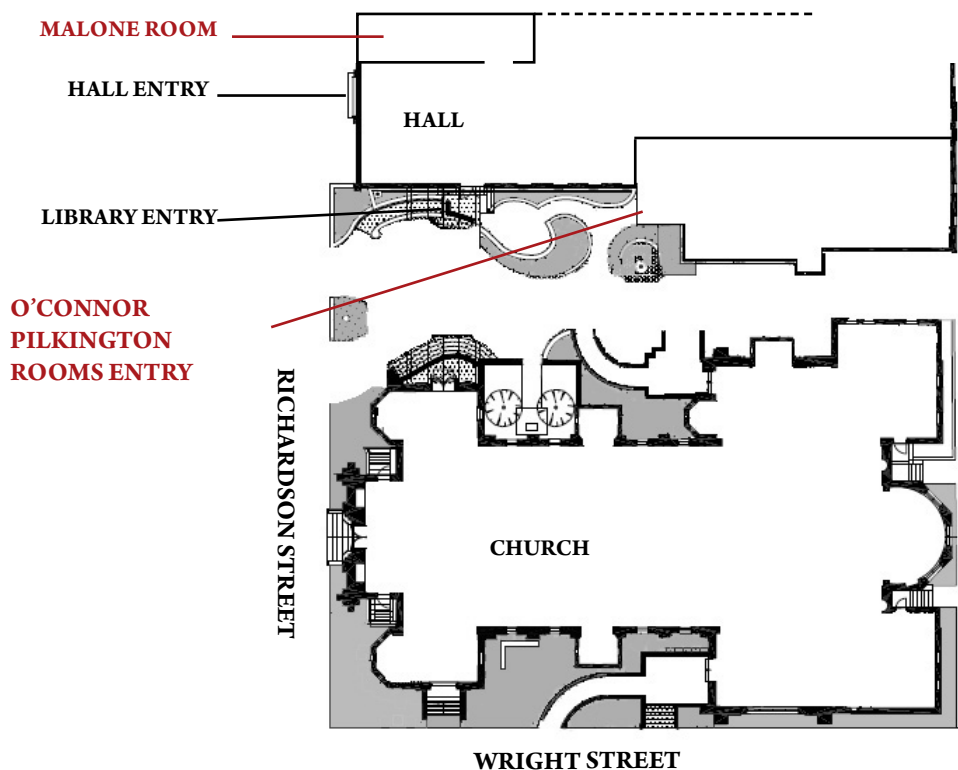 MALONE ROOM
HALL ENTRY
HALL
LIBRARY ENTRY
O’CONNOR
PILKINGTON
ROOMS ENTRY
RICHARDSON STREET
CHURCH
WRIGHT STREET